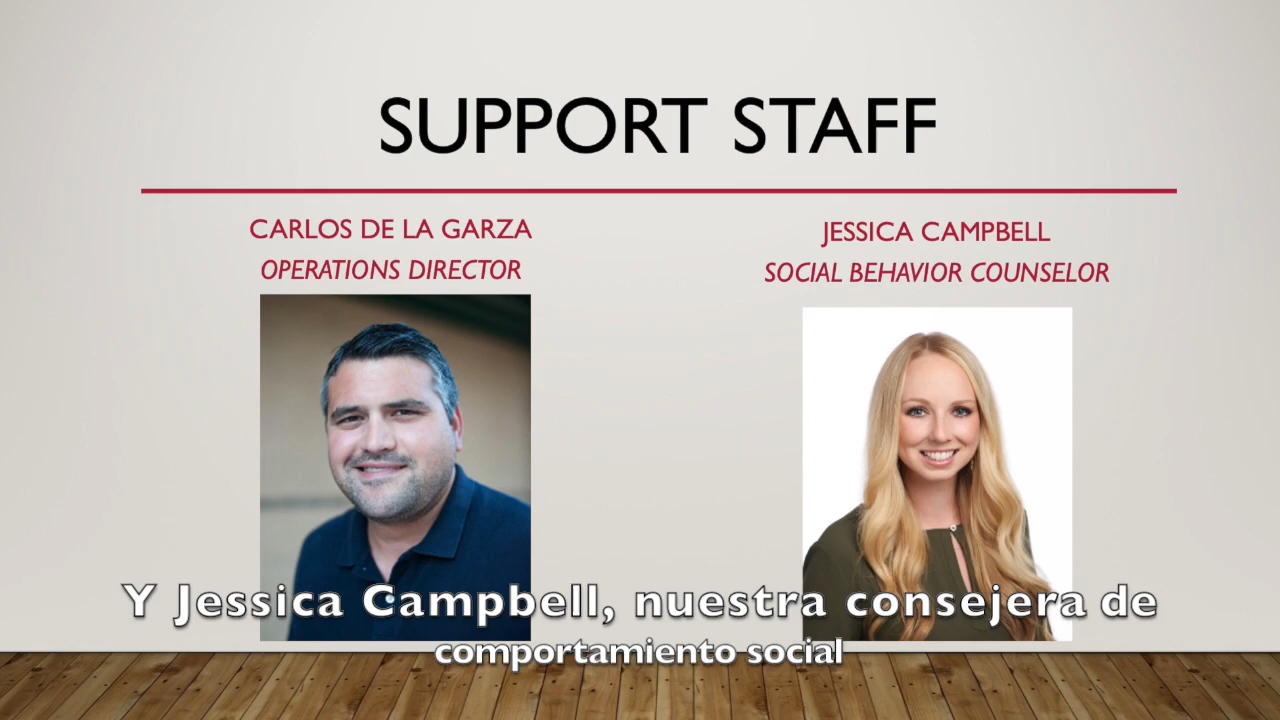 SUPPORT STAFF
CARLOS DE LA GARZA
OPERATIONS DIRECTOR
JESSICA CAMPBELL
SOCIAL BEHAVIOR COUNSELOR
Y Jessica Campbell, nuestra consejera de
comportamiento social